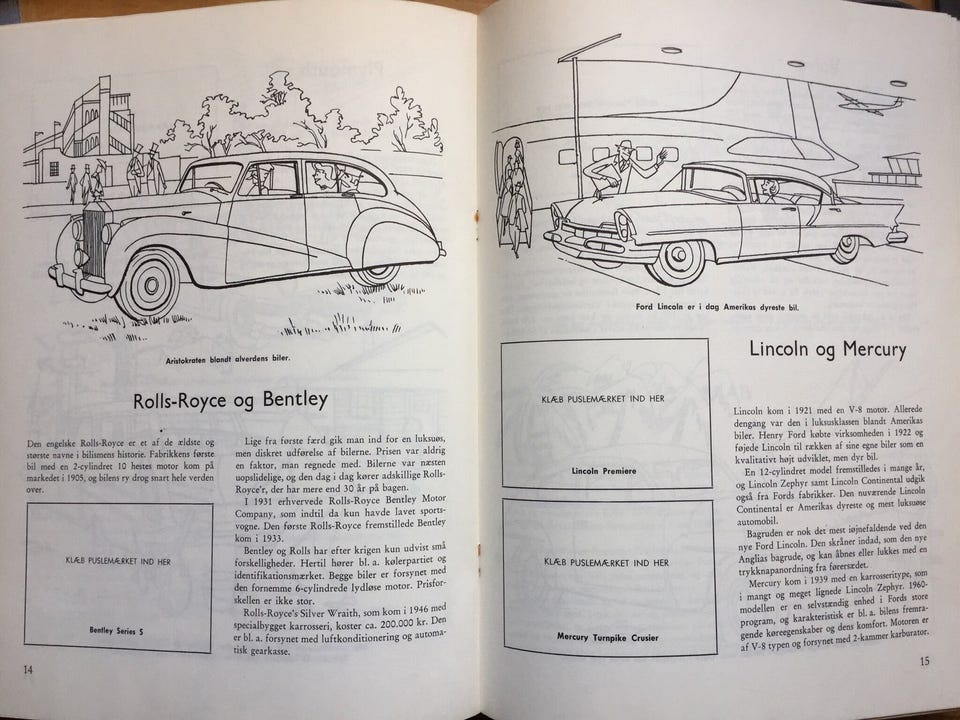 Aristokraten blandt alverdens biler.
Rolls-Royce og Bentley
Den engelske Rolls-Royce er et af de ældste og
største navne i bilismens historie. Fabrikkens første
bil med en 2-cylindret 10 hestes motor kom på
markedet i 1905, og bilens ry drog snart hele verden
over.
KLÆB PUSLEMÆRKET IND HER
Bentley Series S
Lige fra første færd gik man ind for en luksuøs,
men diskret udførelse af bilerne. Prisen var aldrig
en faktor, man regnede med. Bilerne var næsten
uopslidelige, og den dag i dag kører adskillige Rolls-
Royce'r, der har mere end 30 år på bagen.
I 1931 erhvervede Rolls-Royce Bentley Motor
Company, som indtil da kun havde lavet sports-
vogne. Den første Rolls-Royce fremstillede Bentley
kom i 1933.
Bentley og Rolls har efter krigen kun udvist små
forskelligheder. Hertil hører bl. a. kølerpartiet og
identifikationsmærket. Begge biler er forsynet med
den fornemme 6-cylindrede lydløse motor. Prisfor-
skellen er ikke stor.
Rolls-Royce's Silver Wraith, som kom i 1946 med
specialbygget karrosseri, koster ca. 200.000 kr. Den
er bl. a. forsynet med luftkonditionering og automa-
tisk gearkasse.
14
Ford Lincoln er i dag Amerikas dyreste bil.
KLÆB PUSLEMÆRKET IND HER
Lincoln Premiere
KLÆB PUSLEMÆRKET IND HER
Mercury Turnpike Crusier
Lincoln og Mercury
Lincoln kom i 1921 med en V-8 motor. Allerede
dengang var den i luksusklassen blandt Amerikas
biler. Henry Ford købte virksomheden i 1922 og
føjede Lincoln til rækken af sine egne biler som en
kvalitativt højt udviklet, men dyr bil.
En 12-cylindret model fremstilledes i mange år,
og Lincoln Zephyr samt Lincoln Continental udgik
også fra Fords fabrikker. Den nuværende Lincoln
Continental er Amerikas dyreste og mest luksuøse
automobil.
Bagruden er nok det mest iøjnefaldende ved den
nye Ford Lincoln. Den skråner indad, som den nye
Anglias bagrude, og kan åbnes eller lukkes med en
trykknapanordning fra førersædet.
Mercury kom i 1939 med en karrosseritype, som
i mangt og meget lignede Lincoln Zephyr. 1960-
modellen er en selvstændig enhed i Fords store
program, og karakteristisk er bl. a. bilens fremra-
gende køreegenskaber og dens komfort. Motoren er
af V-8 typen og forsynet med 2-kammer karburator.
15